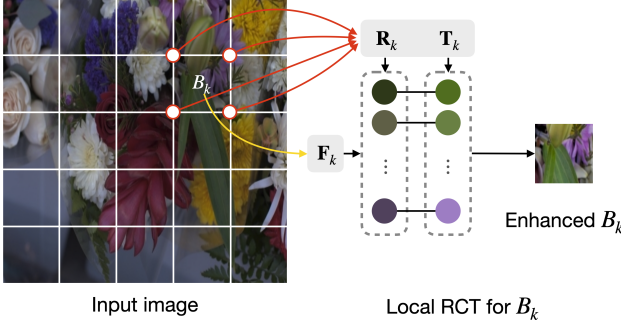 R_k T_k
B_k
F_k
Enhanced B_k
Input image
Local RCT for B_k